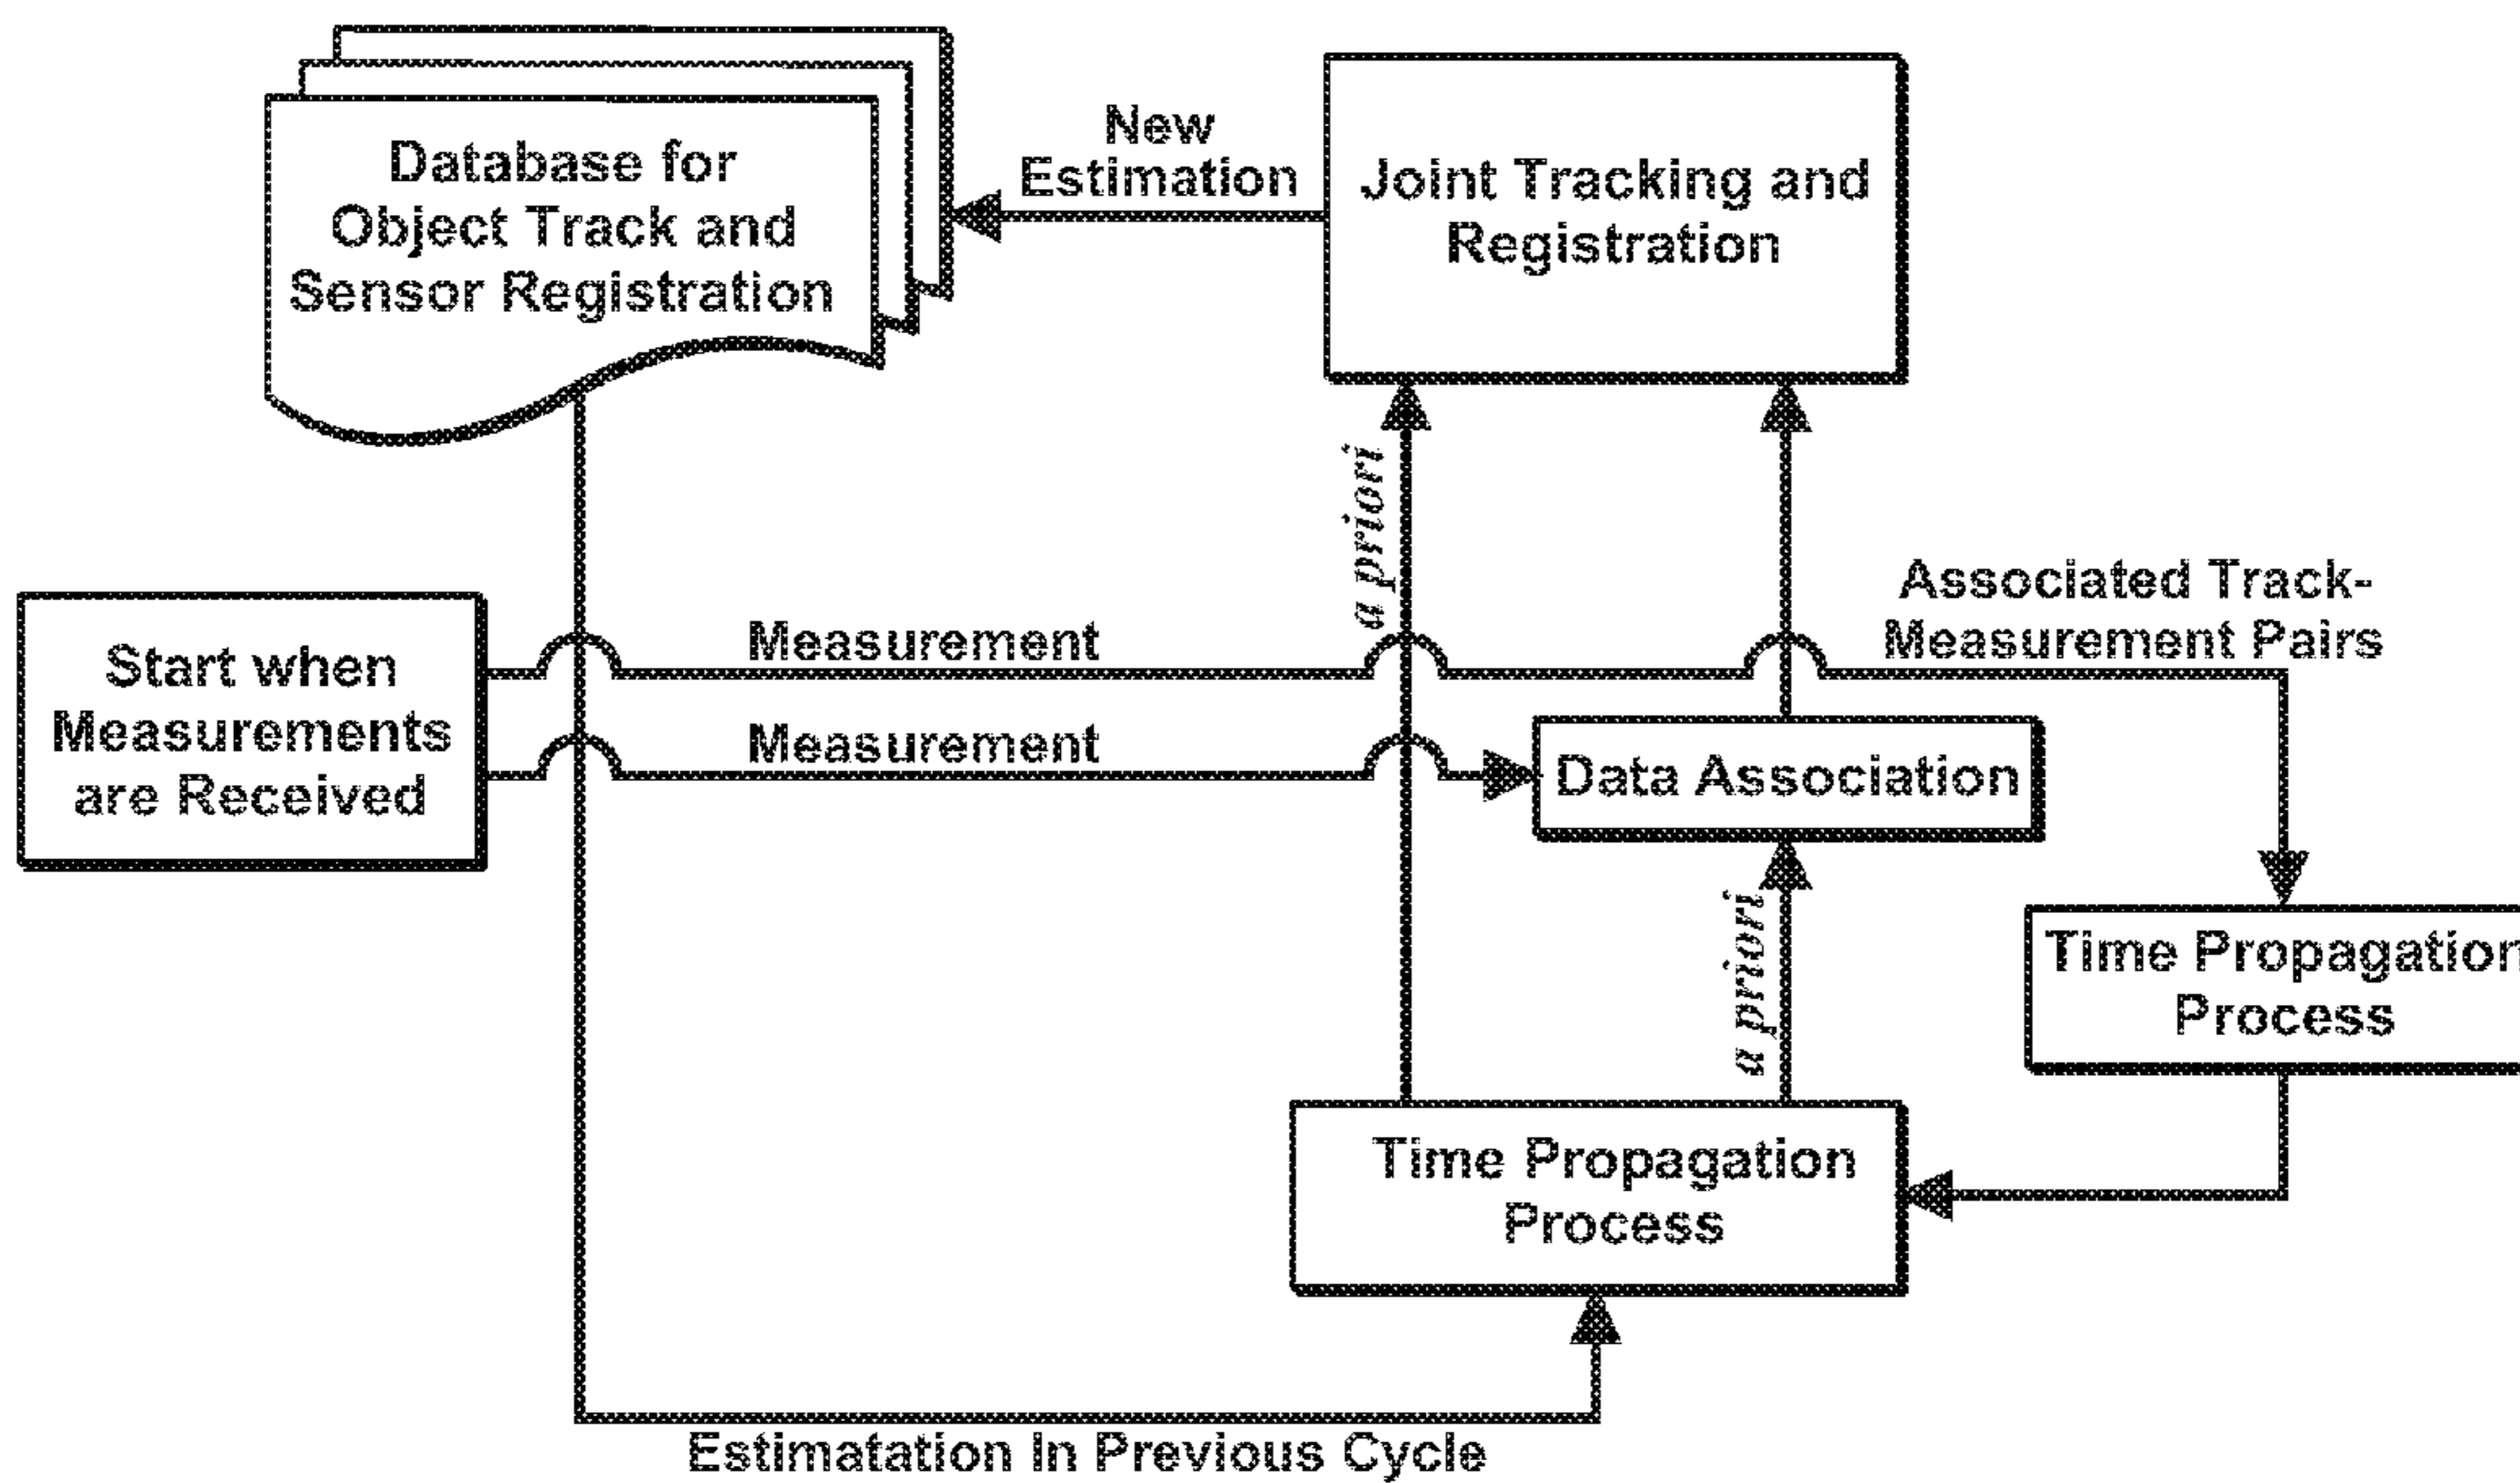 Database for
Object Track and
Sensor Registration
New
Estimation
Joint Tracking and
Registration
a priori
Associated Track-
Measurement Pairs
Start when
Measurements
are Received
Measurement
Measurement
Data Association
a priori
Time Propagation
Process
Time Propagation
Process
Estimatation In Previous Cycle